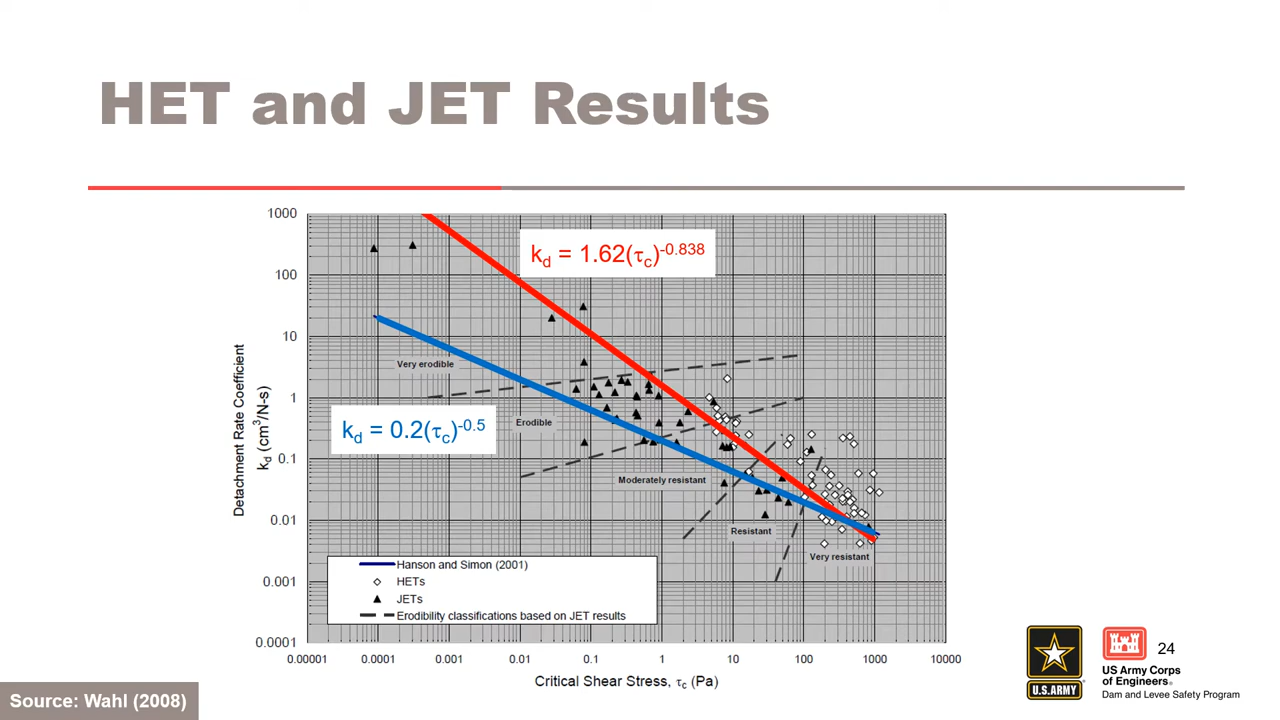 HET and JET Results
1000
100
10
1
0.1
0.01
0.001
0.0001
Detachment Rate Coefficient
kd (cm³/N-s)
kd = 1.62(τc)-0.838
kd = 0.2(τc)-0.5
Very erodible
Erodible
Moderately resistant
Resistant
Very resistant
Hanson and Simon (2001)
HETs
JETs
Erodibility classifications based on JET results
0.00001 0.0001 0.001 0.01 0.1 1 10 100 1000 10000
Critical Shear Stress, τc (Pa)
Source: Wahl (2008)
U.S.ARMY
US Army Corps
of Engineers®
Dam and Levee Safety Program
24